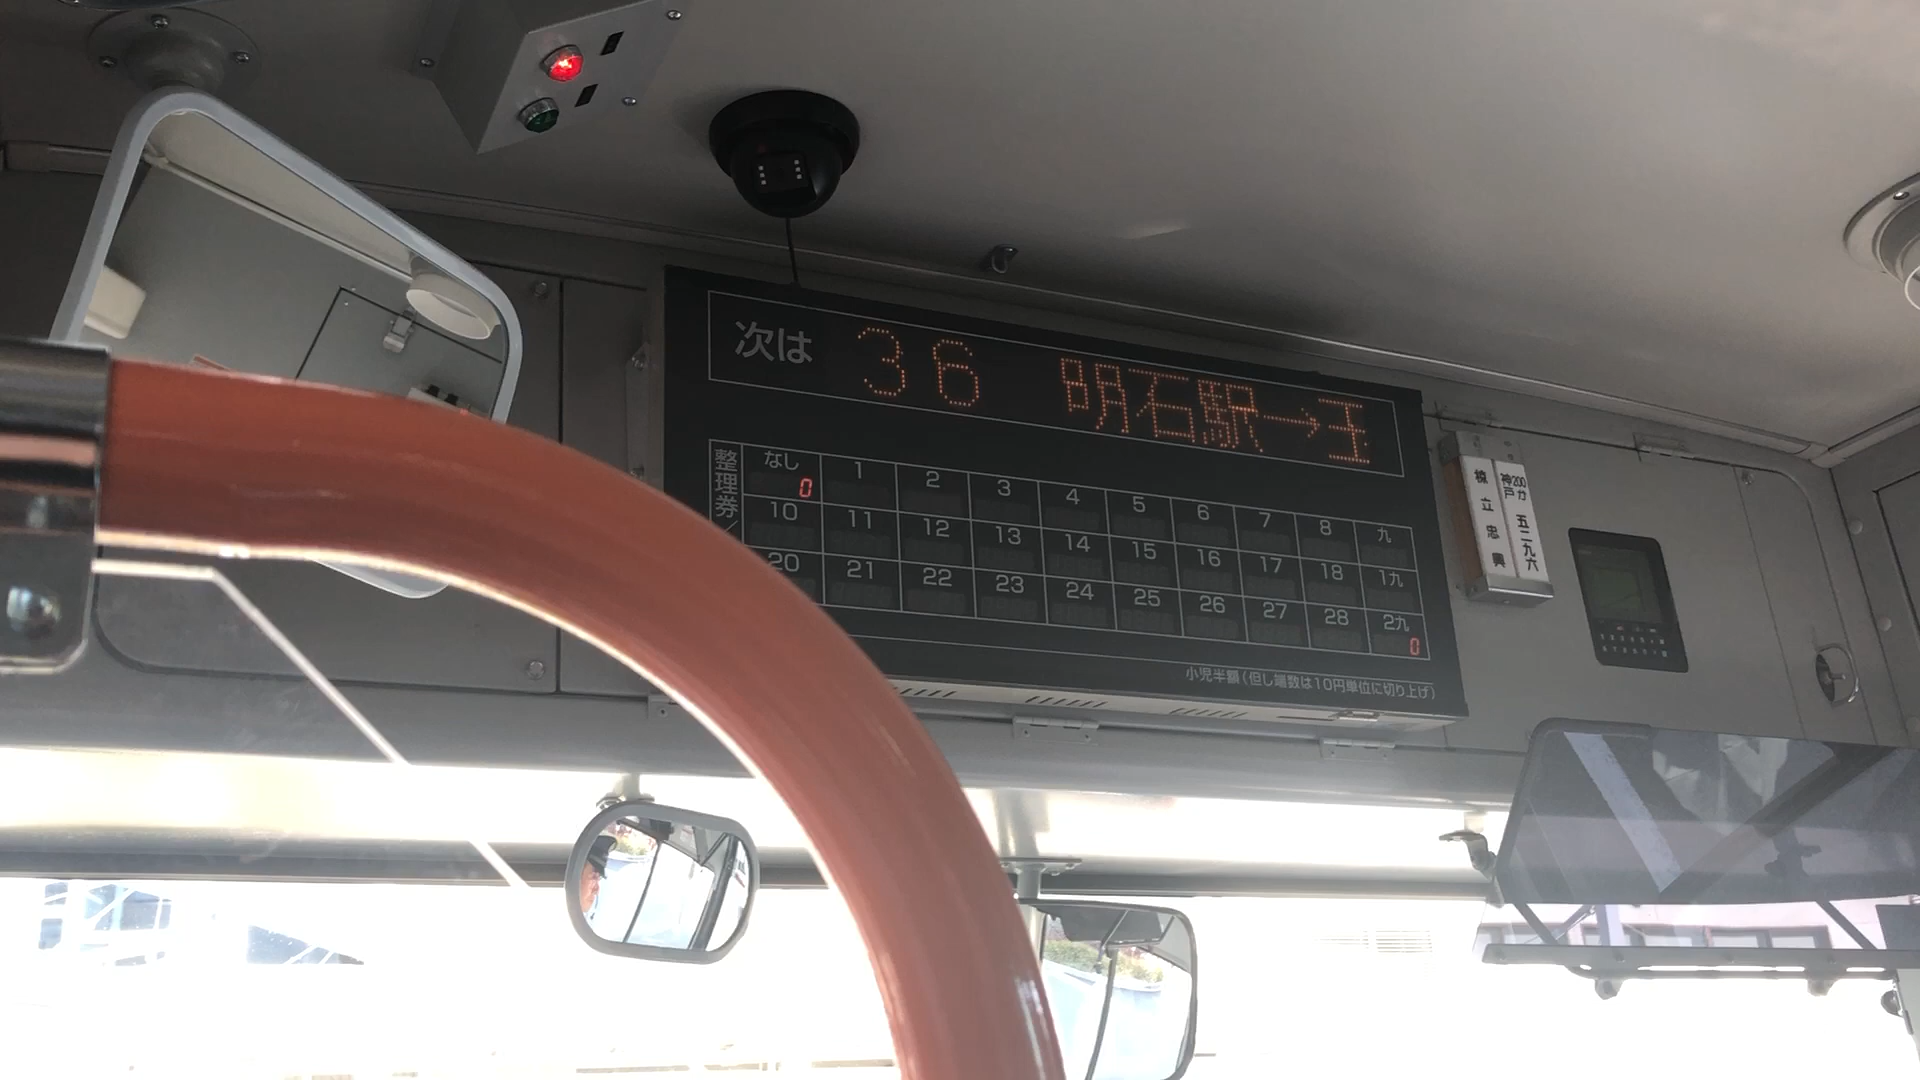 次は 36 明石駅→王
整理券
なし 1 2 3 4 5 6 7 8 九
0
10 11 12 13 14 15 16 17 18 1九
20 21 22 23 24 25 26 27 28 2九
0
小児半額(但し端数は10円単位に切り上げ)
神戸200か
五二九六
立忠興